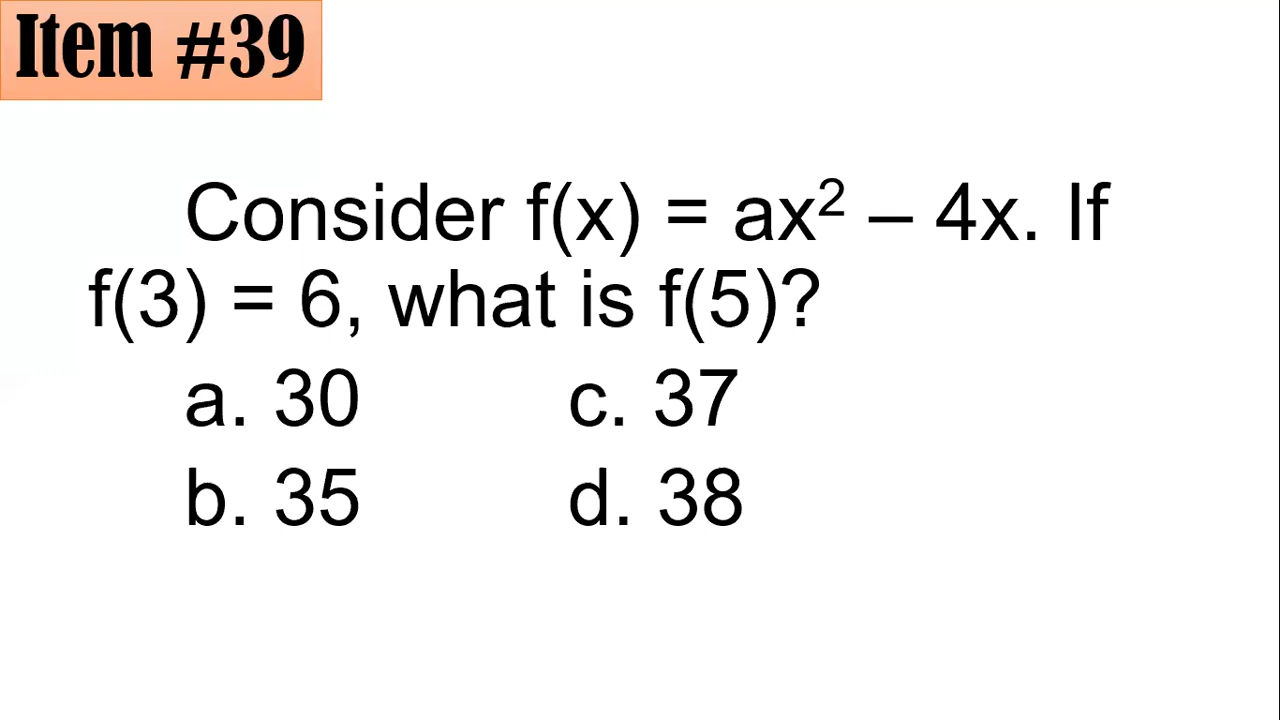 Item #39
Consider f(x) = ax² – 4x. If
f(3) = 6, what is f(5)?
a. 30 c. 37
b. 35 d. 38